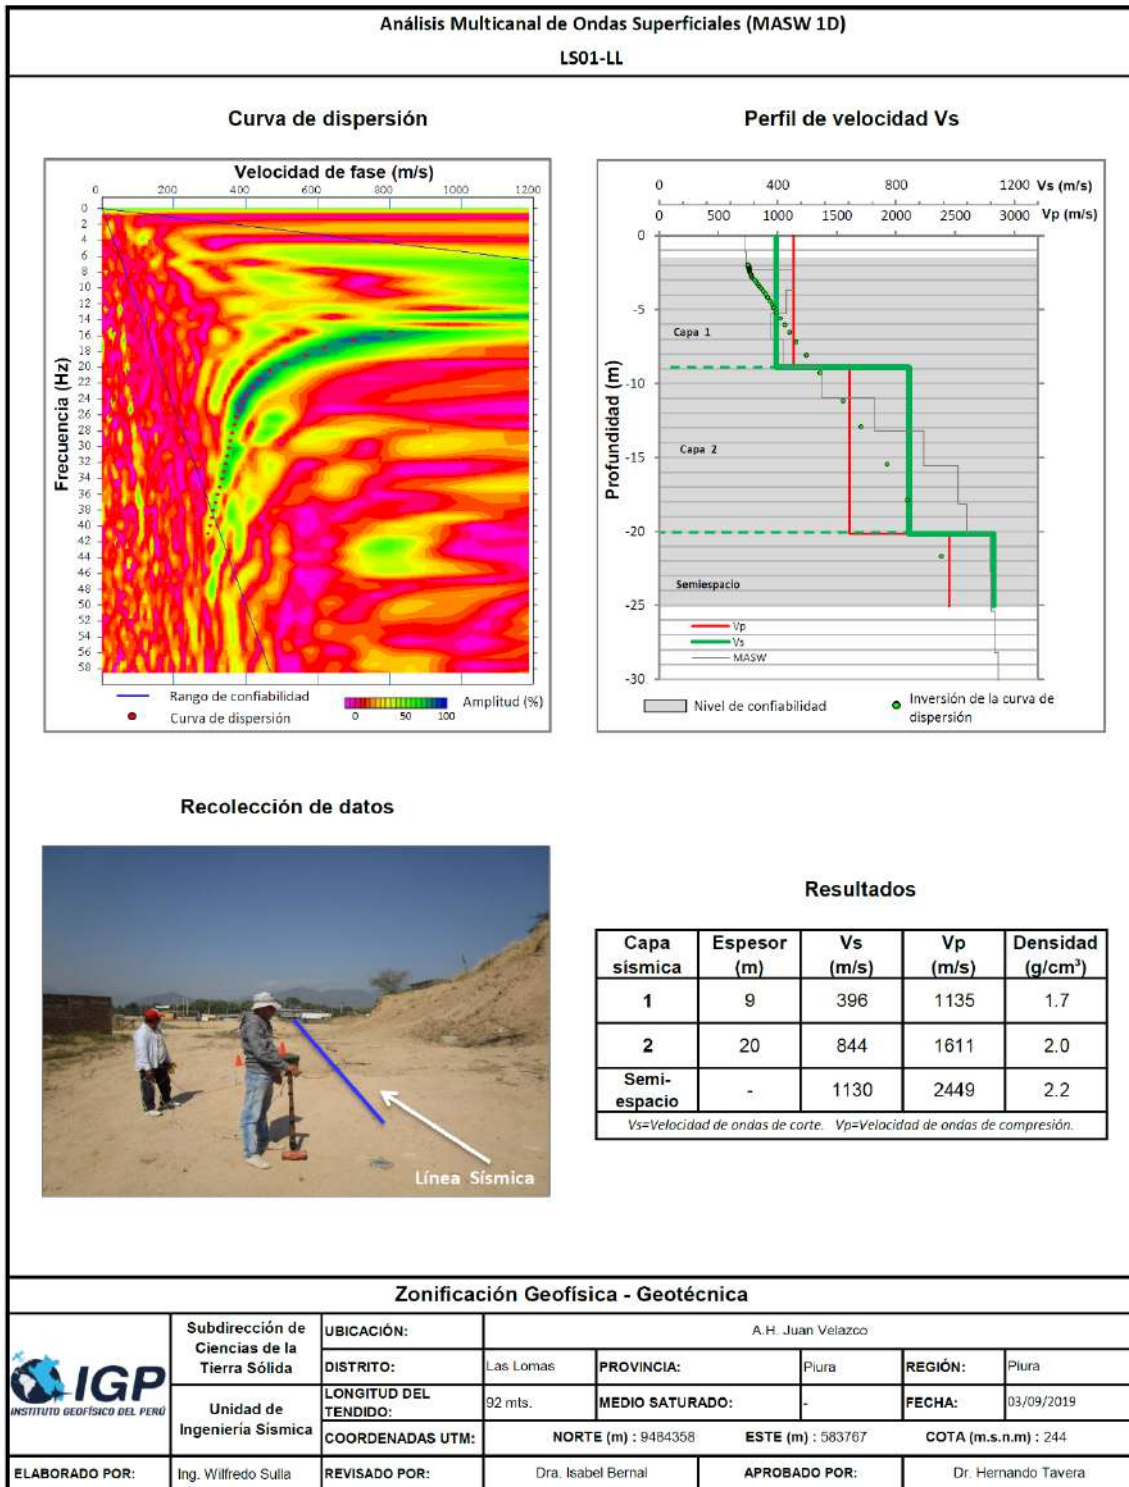 Análisis Multicanal de Ondas Superficiales (MASW 1D)
LS01-LL
Curva de dispersión
Velocidad de fase (m/s)
0 200 400 600 800 1000 1200
Frecuencia (Hz)
0
2
4
6
8
10
12
14
16
18
20
22
24
26
28
30
32
34
36
38
40
42
44
46
48
50
52
54
56
58
Rango de confiabilidad
Curva de dispersión
0 50 100
Amplitud (%)
Perfil de velocidad Vs
0 400 800 1200 Vs (m/s)
0 500 1000 1500 2000 2500 3000 Vp (m/s)
Profundidad (m)
0
-5
-10
-15
-20
-25
-30
Capa 1
Capa 2
Semiespacio
Vp
Vs
MASW
Nivel de confiabilidad
Inversión de la curva de
dispersión
Recolección de datos
Línea Sísmica
Resultados
Capa sísmica Espesor (m) Vs (m/s) Vp (m/s) Densidad (g/cm³)
1 9 396 1135 1.7
2 20 844 1611 2.0
Semi-espacio - 1130 2449 2.2
Vs=Velocidad de ondas de corte. Vp=Velocidad de ondas de compresión.
Zonificación Geofísica - Geotécnica
IGP
INSTITUTO GEOFÍSICO DEL PERÚ
Subdirección de
Ciencias de la
Tierra Sólida
Unidad de
Ingeniería Sísmica
UBICACIÓN: A.H. Juan Velazco
DISTRITO: Las Lomas PROVINCIA: Piura REGIÓN: Piura
LONGITUD DEL TENDIDO: 92 mts. MEDIO SATURADO: - FECHA: 03/09/2019
COORDENADAS UTM: NORTE (m) : 9484358 ESTE (m) : 583767 COTA (m.s.n.m) : 244
ELABORADO POR: Ing. Wilfredo Sulla REVISADO POR: Dra. Isabel Bernal APROBADO POR: Dr. Hernando Tavera